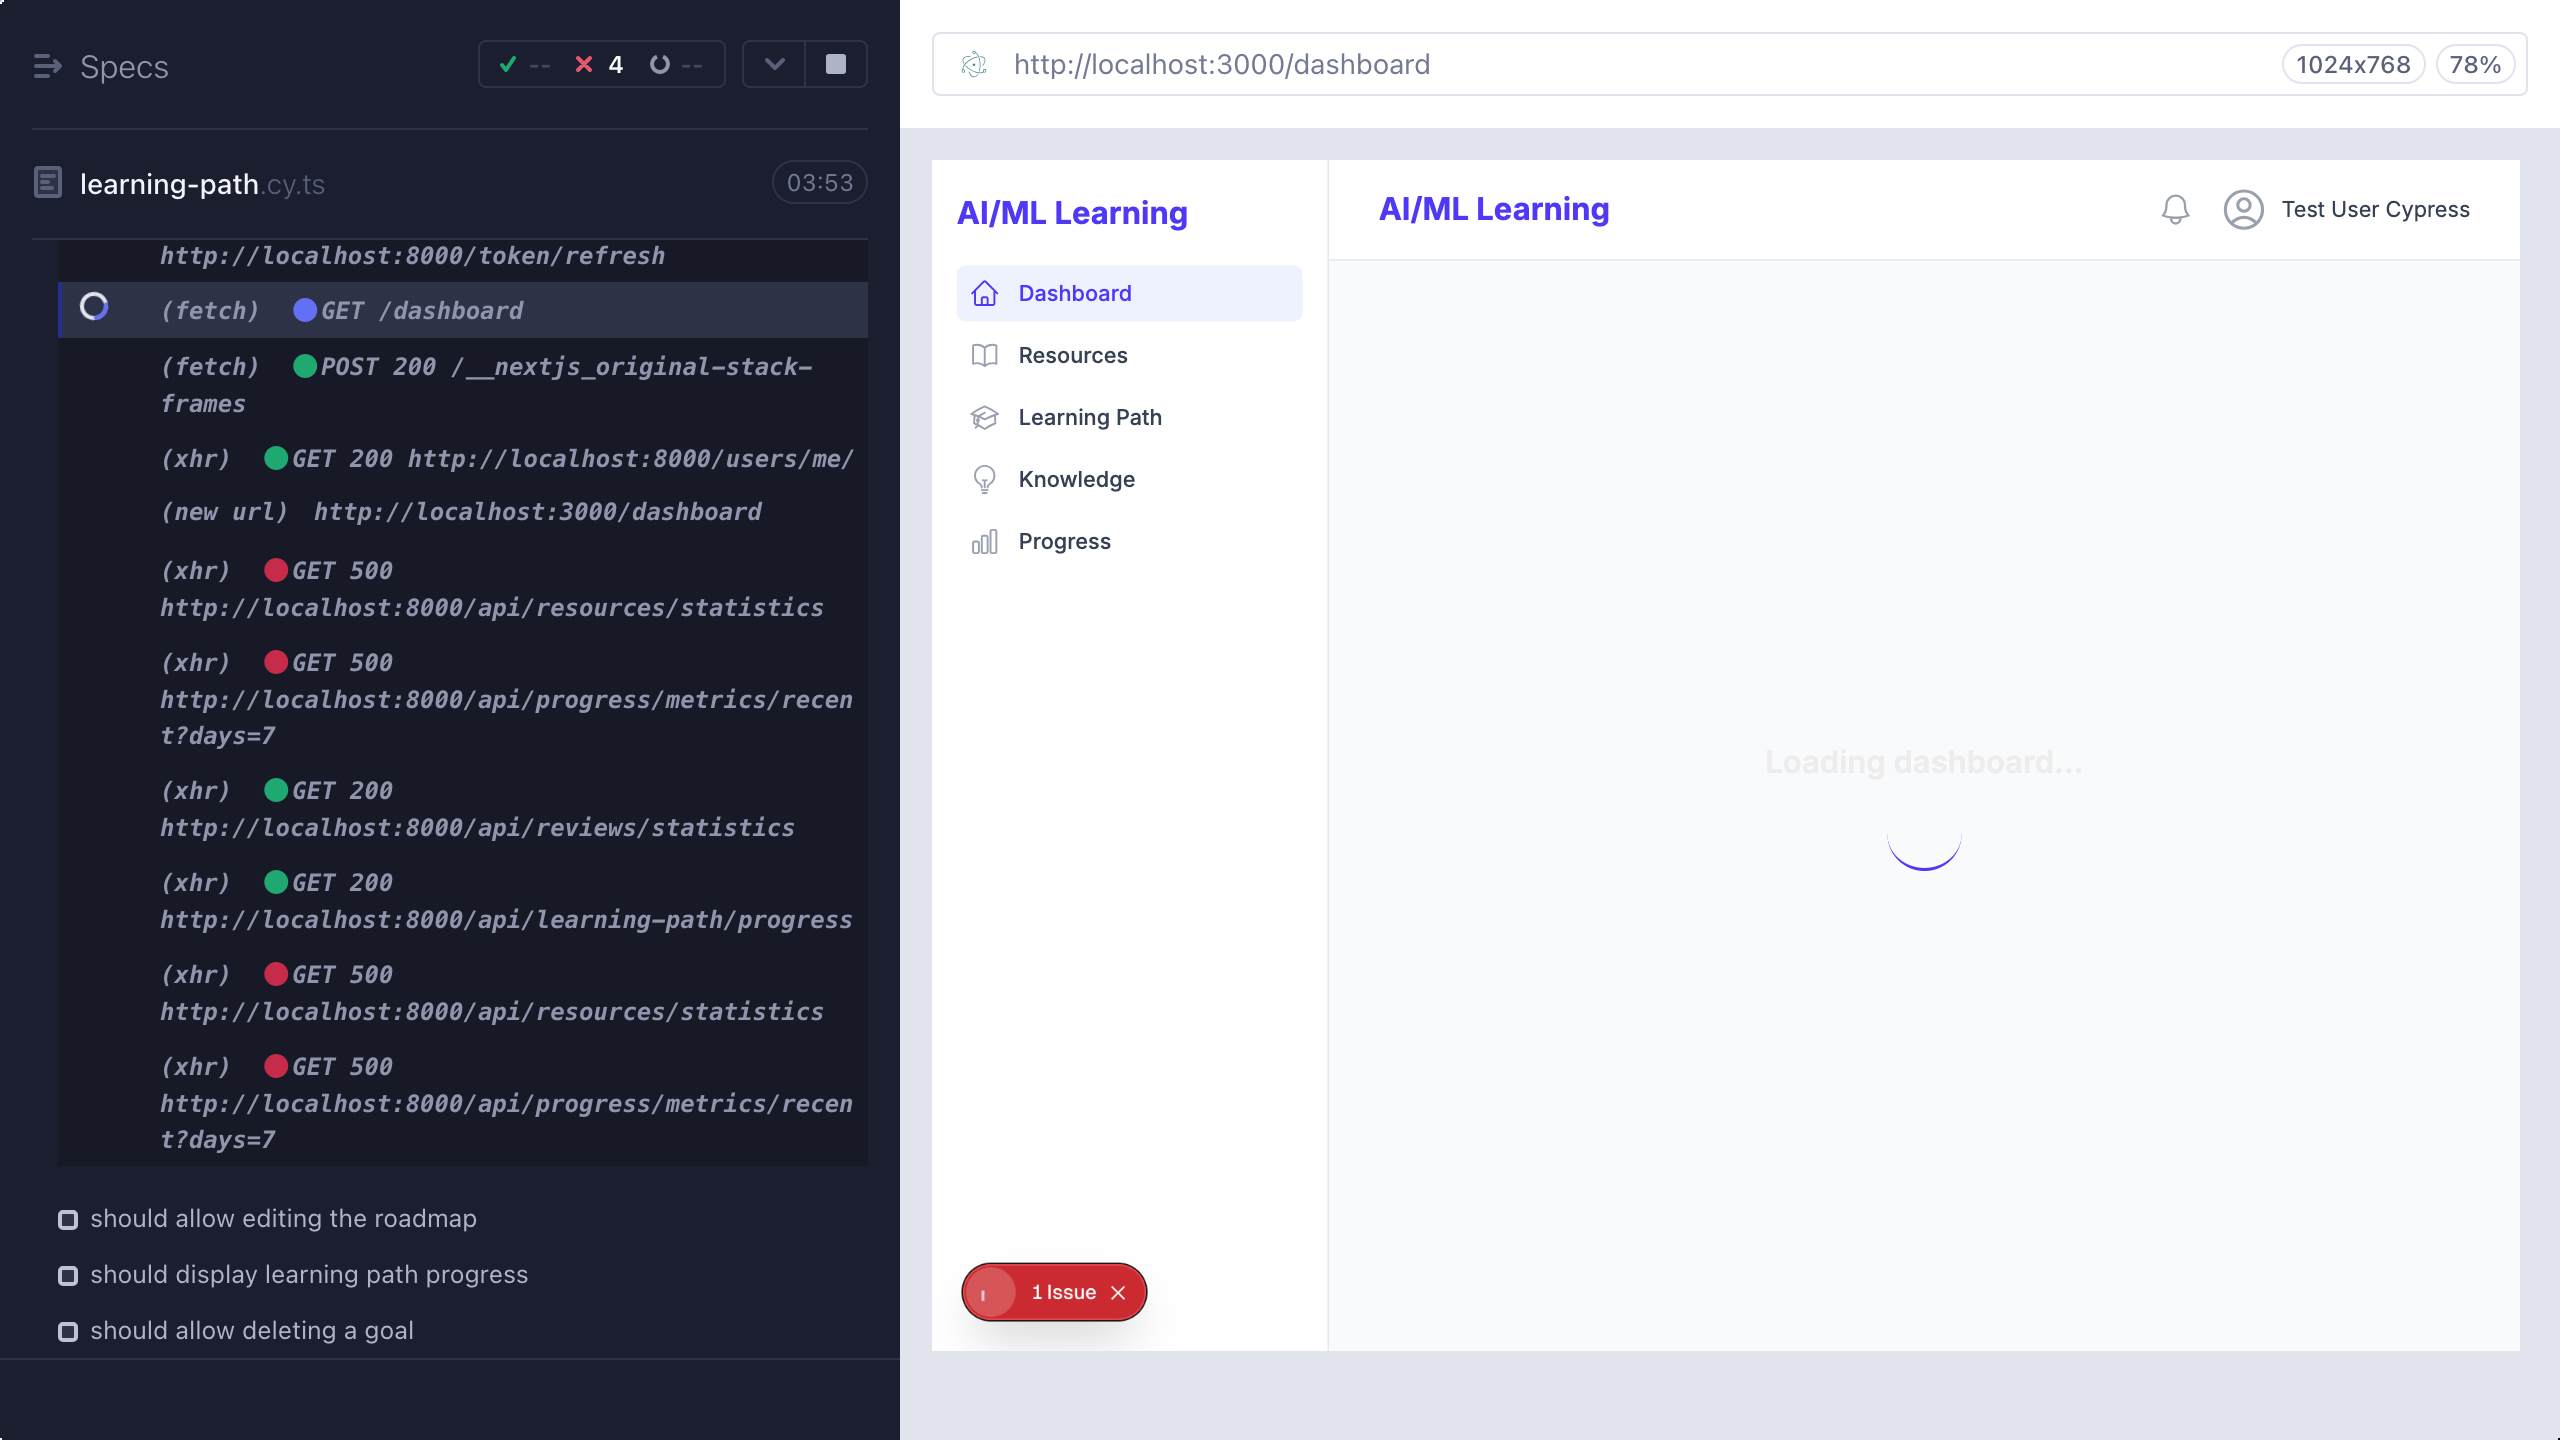 Specs
--
4
--
learning-path.cy.ts
03:53
http://localhost:8000/token/refresh
(fetch) GET /dashboard
(fetch) POST 200 /__nextjs_original-stack-
frames
(xhr) GET 200 http://localhost:8000/users/me/
(new url) http://localhost:3000/dashboard
(xhr) GET 500
http://localhost:8000/api/resources/statistics
(xhr) GET 500
http://localhost:8000/api/progress/metrics/recen
t?days=7
(xhr) GET 200
http://localhost:8000/api/reviews/statistics
(xhr) GET 200
http://localhost:8000/api/learning-path/progress
(xhr) GET 500
http://localhost:8000/api/resources/statistics
(xhr) GET 500
http://localhost:8000/api/progress/metrics/recen
t?days=7
should allow editing the roadmap
should display learning path progress
should allow deleting a goal
http://localhost:3000/dashboard
1024x768
78%
AI/ML Learning
Dashboard
Resources
Learning Path
Knowledge
Progress
1 Issue
AI/ML Learning
Test User Cypress
Loading dashboard...